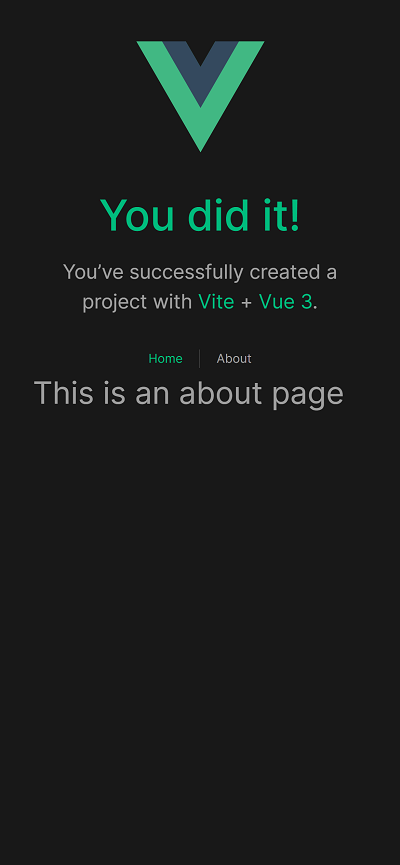 You did it!
You’ve successfully created a
project with Vite + Vue 3.
Home About
This is an about page